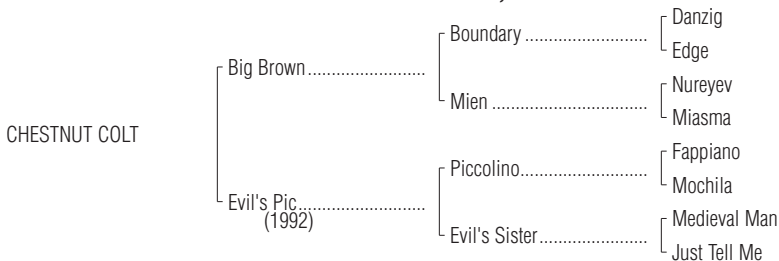 Danzig
Boundary ................................
Edge
Big Brown..........................
Nureyev
Mien .........................................
Miasma
CHESTNUT COLT
Fappiano
Piccolino.................................
Mochila
Evil's Pic............................
(1992)
Medieval Man
Evil's Sister............................
Just Tell Me